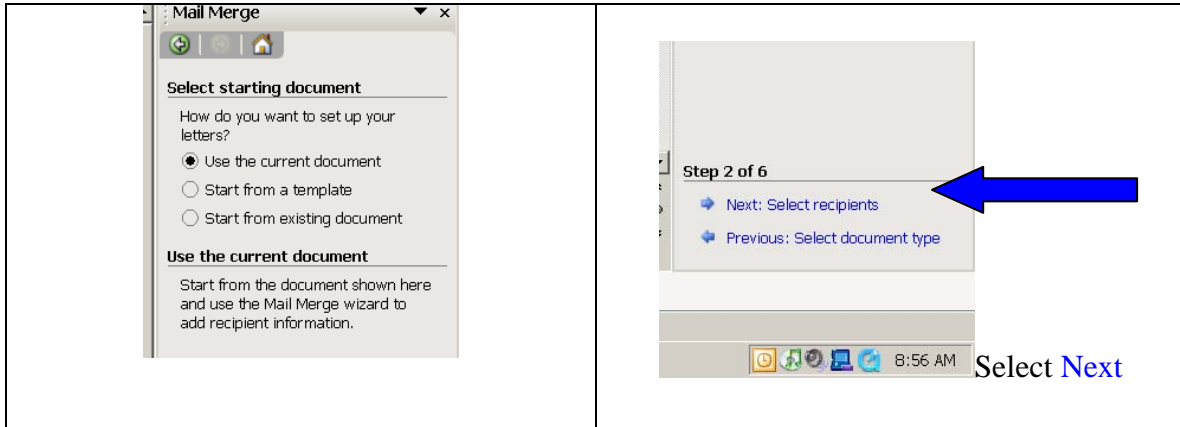 Mail Merge
Select starting document
How do you want to set up your
letters?
Use the current document
Start from a template
Start from existing document
Use the current document
Start from the document shown here
and use the Mail Merge wizard to
add recipient information.
Step 2 of 6
Next: Select recipients
Previous: Select document type
8:56 AM
Select Next